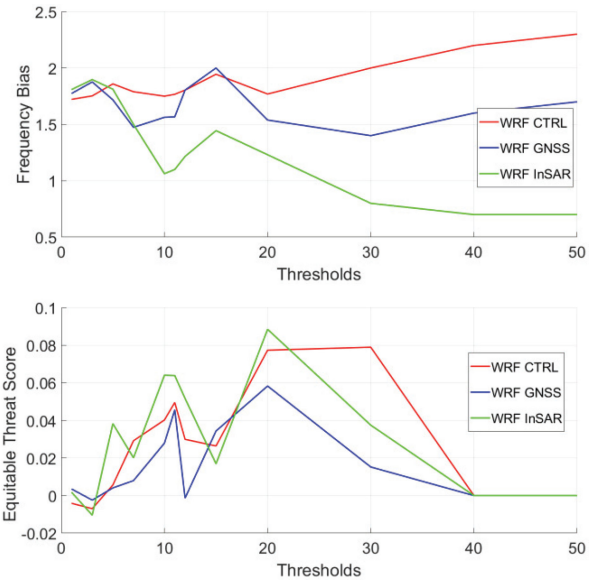 2.5
2
1.5
1
0.5
Frequency Bias
0 10 20 30 40 50
Thresholds
WRF CTRL
WRF GNSS
WRF InSAR
0.1
0.08
0.06
0.04
0.02
0
-0.02
Equitable Threat Score
0 10 20 30 40 50
Thresholds
WRF CTRL
WRF GNSS
WRF InSAR